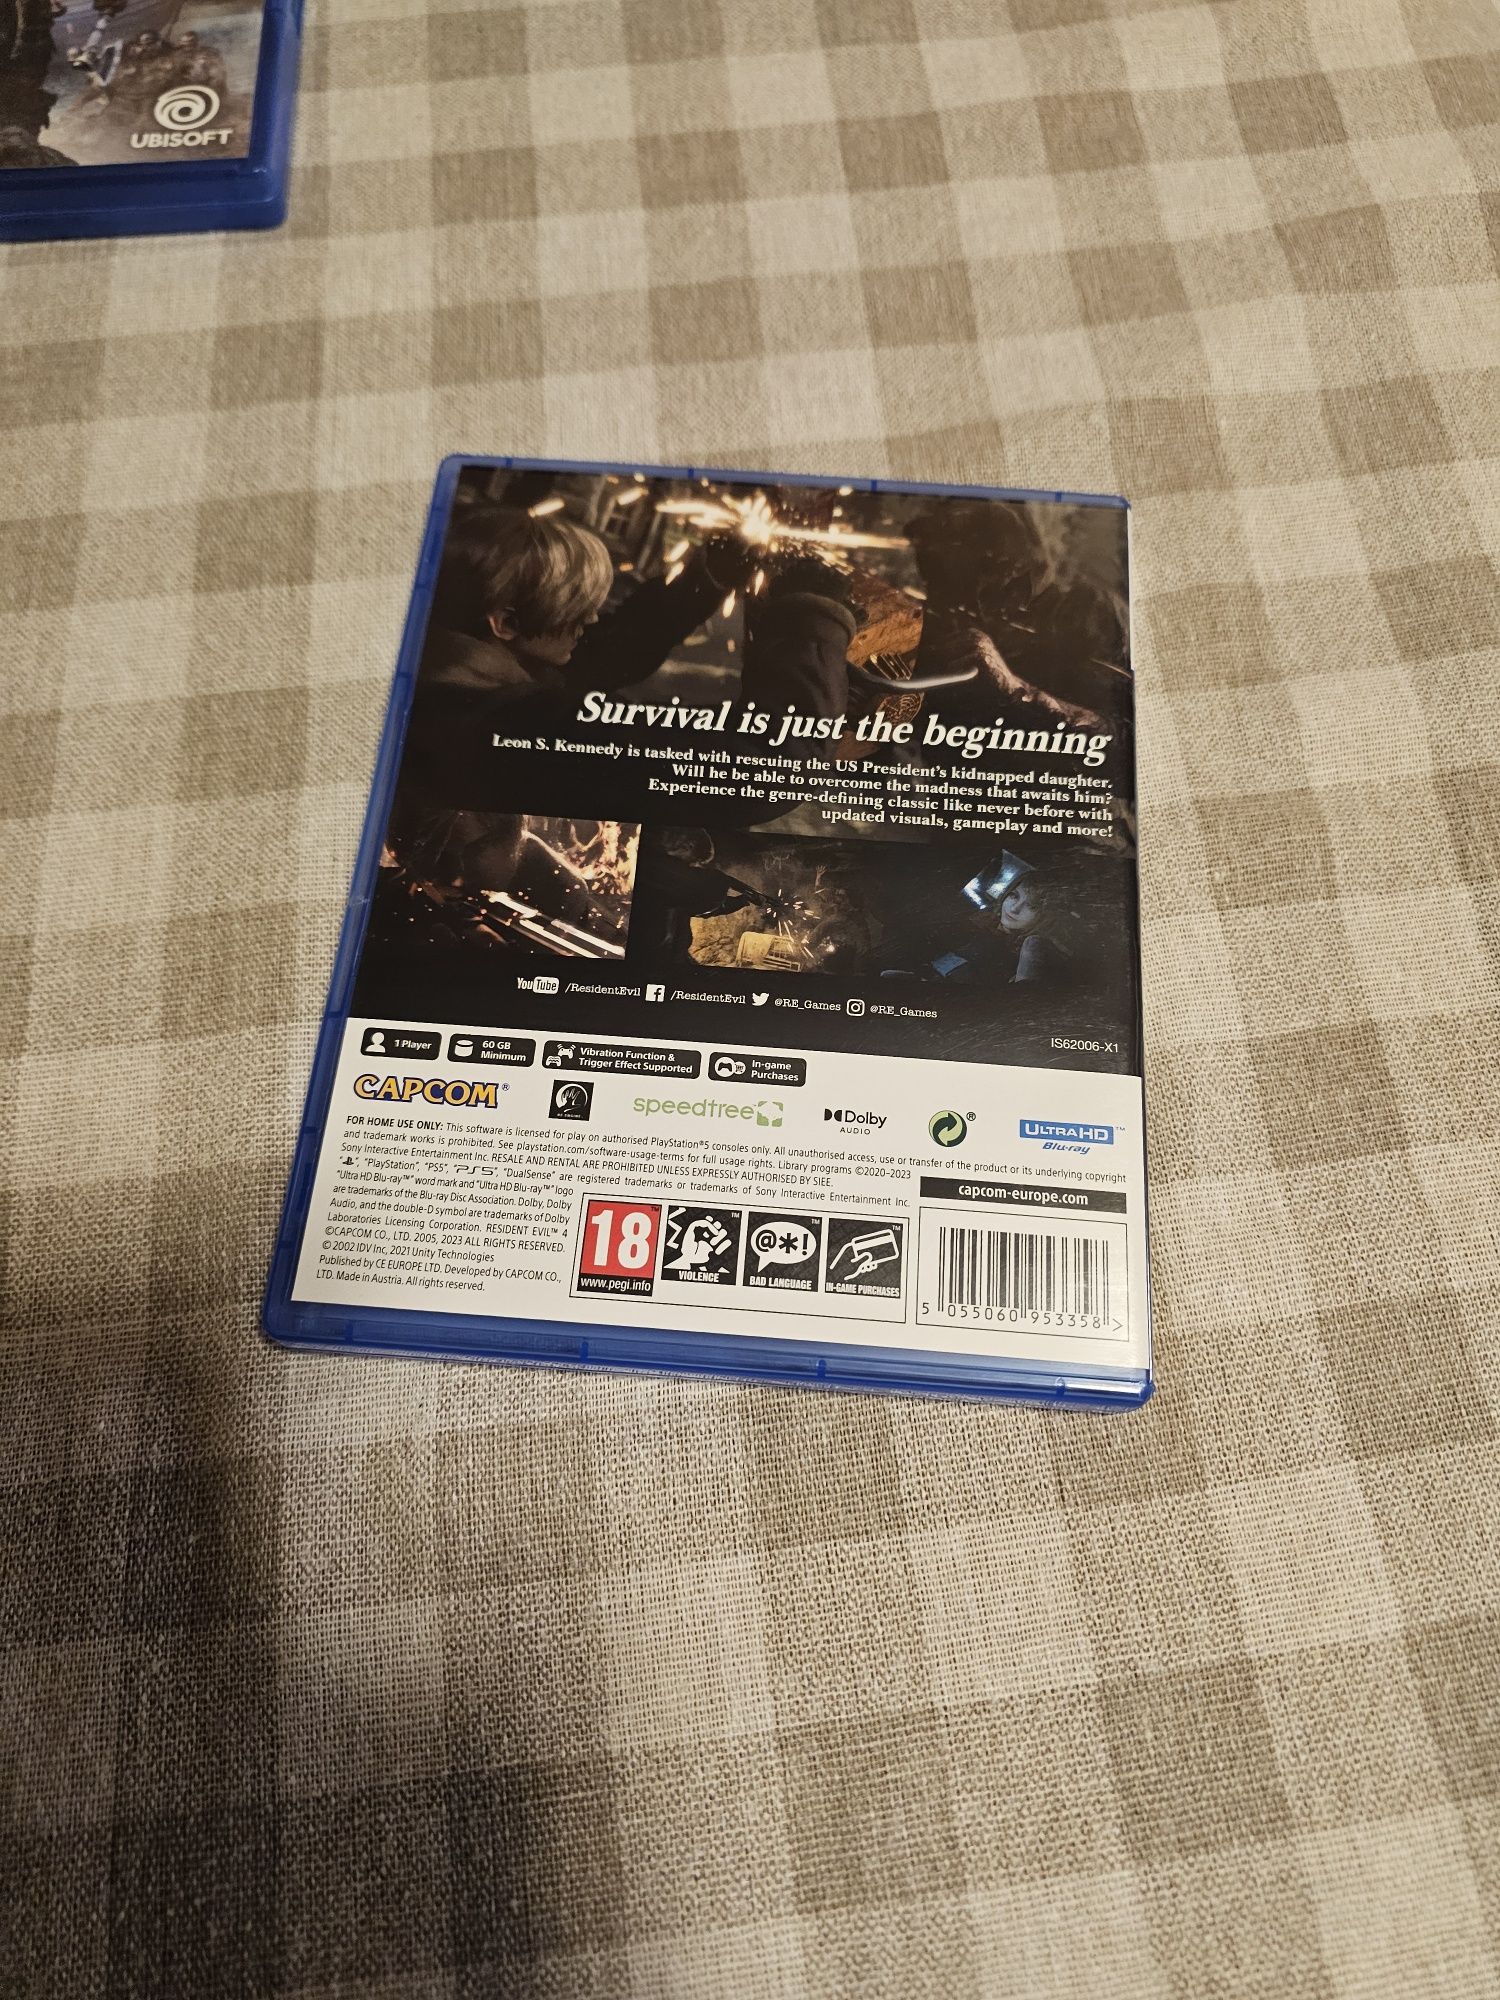 UBISOFT
Survival is just the beginning
Leon S. Kennedy is tasked with rescuing the US President's kidnapped daughter.
Will he be able to overcome the madness that awaits him?
Experience the genre-defining classic like never before with
updated visuals, gameplay and more!
YouTube /ResidentEvil /ResidentEvil @RE_Games @RE_Games
IS62006-X1
1 Player
60 GB
Minimum
Vibration Function &
Trigger Effect Supported
In-game
Purchases
CAPCOM®
RE ENGINE
speedtree
Dolby
AUDIO
®
ULTRA HD™
Blu-ray
FOR HOME USE ONLY: This software is licensed for play on authorised PlayStation®5 consoles only. All unauthorised access, use or transfer of the product or its underlying copyright
and trademark works is prohibited. See playstation.com/software-usage-terms for full usage rights. Library programs ©2020-2023
Sony Interactive Entertainment Inc. RESALE AND RENTAL ARE PROHIBITED UNLESS EXPRESSLY AUTHORISED BY SIEE.
"PlayStation", "PS5", "PS5", "DualSense" are registered trademarks or trademarks of Sony Interactive Entertainment Inc.
"Ultra HD Blu-ray™" word mark and "Ultra HD Blu-ray™" logo
are trademarks of the Blu-ray Disc Association. Dolby, Dolby
Audio, and the double-D symbol are trademarks of Dolby
Laboratories Licensing Corporation. RESIDENT EVIL™ 4
©CAPCOM CO., LTD. 2005, 2023 ALL RIGHTS RESERVED.
© 2002 IDV Inc, 2021 Unity Technologies
Published by CE EUROPE LTD. Developed by CAPCOM CO.,
LTD. Made in Austria. All rights reserved.
18™
www.pegi.info
™
VIOLENCE
@*!™
BAD LANGUAGE
™
IN-GAME PURCHASES
capcom-europe.com
5 055060 953358 >